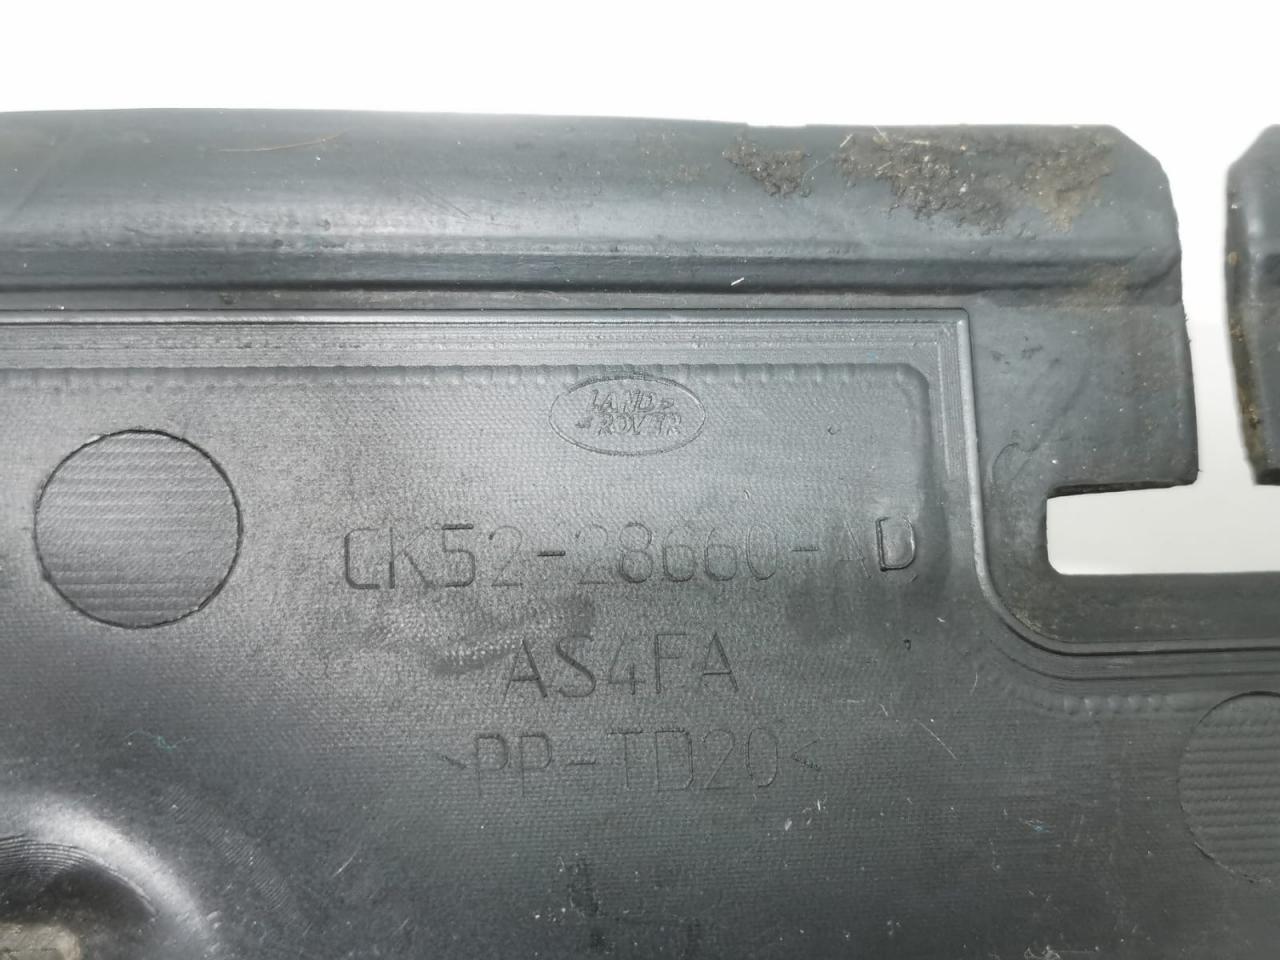 LAND
ROVER
CK52-28660-AD
AS4FA
>PP-TD20<